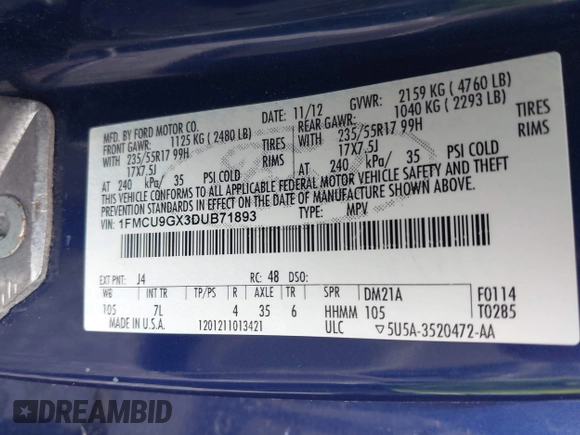 MFD. BY FORD MOTOR CO.
11/12 GVWR: 2159 KG ( 4760 LB)
FRONT GAWR: 1125 KG ( 2480 LB)
REAR GAWR: 1040 KG ( 2293 LB)
WITH 235/55R17 99H TIRES
WITH 235/55R17 99H TIRES
17X7.5J RIMS
17X7.5J RIMS
AT 240 kPa/ 35 PSI COLD
AT 240 kPa/ 35 PSI COLD
THIS VEHICLE CONFORMS TO ALL APPLICABLE FEDERAL MOTOR VEHICLE SAFETY AND THEFT
PREVENTION STANDARDS IN EFFECT ON THE DATE OF MANUFACTURE SHOWN ABOVE.
VIN: 1FMCU9GX3DUB71893
TYPE: MPV
EXT PNT: J4 RC: 48 DSO:
WB INT TR TP/PS R AXLE TR SPR DM21A F0114
105 7L 4 35 6 HHMM 105 T0285
MADE IN U.S.A. 1201211013421 ULC ▽5U5A-3520472-AA
DREAMBID